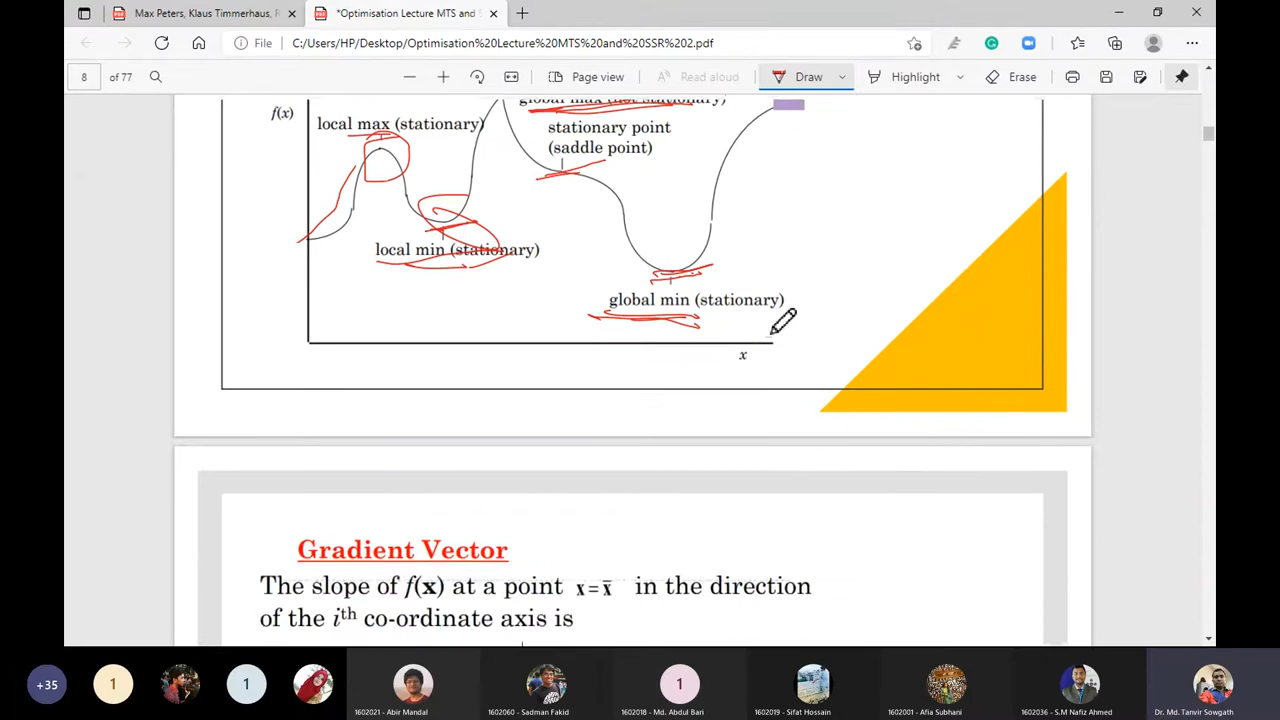 Max Peters, Klaus Timmerhaus, R
*Optimisation Lecture MTS and S
File
C:/Users/HP/Desktop/Optimisation%20Lecture%20MTS%20and%20SSR%202.pdf
8 of 77
Page view
Read aloud
Draw
Highlight
Erase
f(x)
global max (not stationary)
local max (stationary)
stationary point
(saddle point)
local min (stationary)
global min (stationary)
x
Gradient Vector
The slope of f(x) at a point x = x̄ in the direction
of the iᵗʰ co-ordinate axis is
+35
1
1
1
1602021 - Abir Mandal
1602060 - Sadman Fakid
1602018 - Md. Abdul Bari
1602019 - Sifat Hossain
1602001 - Afia Subhani
1602036 - S.M Nafiz Ahmed
Dr. Md. Tanvir Sowgath